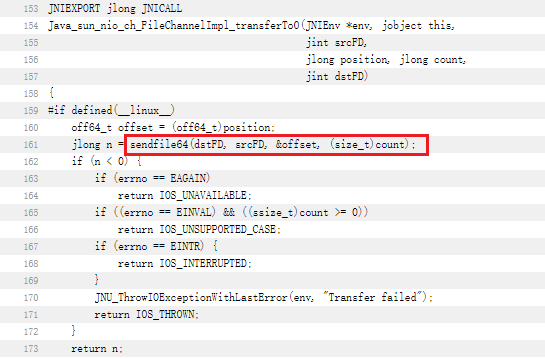 153 JNIEXPORT jlong JNICALL
154 Java_sun_nio_ch_FileChannelImpl_transferTo0(JNIEnv *env, jobject this,
155                                             jint srcFD,
156                                             jlong position, jlong count,
157                                             jint dstFD)
158 {
159 #if defined(__linux__)
160     off64_t offset = (off64_t)position;
161     jlong n = sendfile64(dstFD, srcFD, &offset, (size_t)count);
162     if (n < 0) {
163         if (errno == EAGAIN)
164             return IOS_UNAVAILABLE;
165         if ((errno == EINVAL) && ((ssize_t)count >= 0))
166             return IOS_UNSUPPORTED_CASE;
167         if (errno == EINTR) {
168             return IOS_INTERRUPTED;
169         }
170         JNU_ThrowIOExceptionWithLastError(env, "Transfer failed");
171         return IOS_THROWN;
172     }
173     return n;